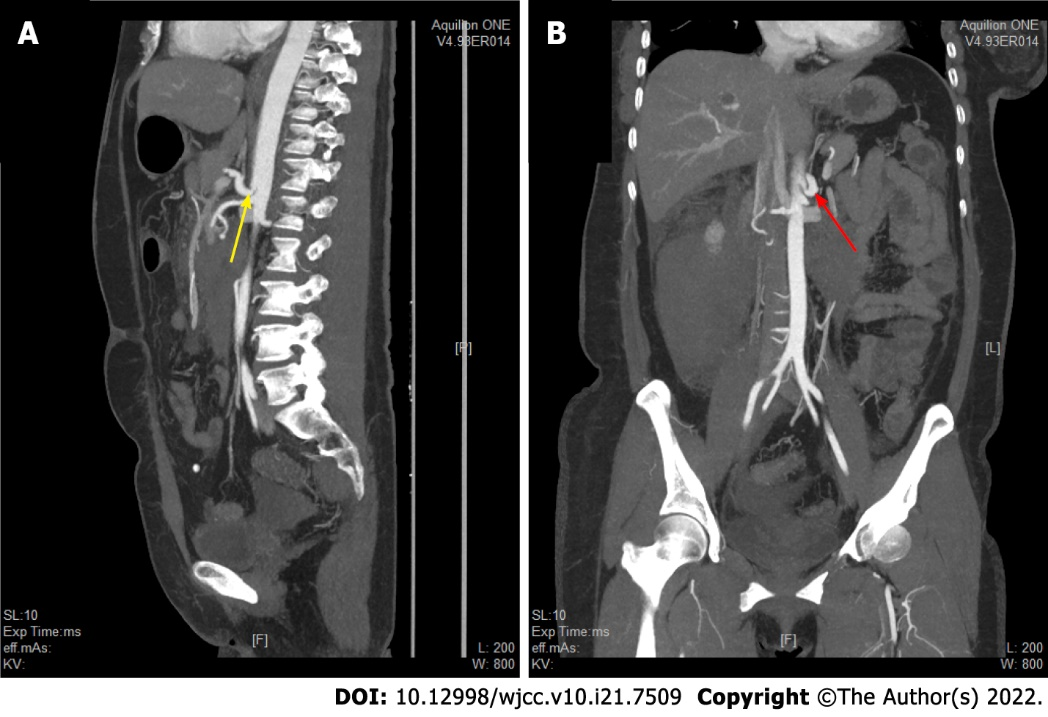 A
Aquilion ONE
V4.93ER014
[P]
SL:10
Exp Time:ms
eff.mAs:
KV:
[F]
L: 200
W: 800
B
Aquilion ONE
V4.93ER014
[L]
SL:10
Exp Time:ms
eff.mAs:
KV:
[F]
L: 200
W: 800
DOI: 10.12998/wjcc.v10.i21.7509 Copyright ©The Author(s) 2022.